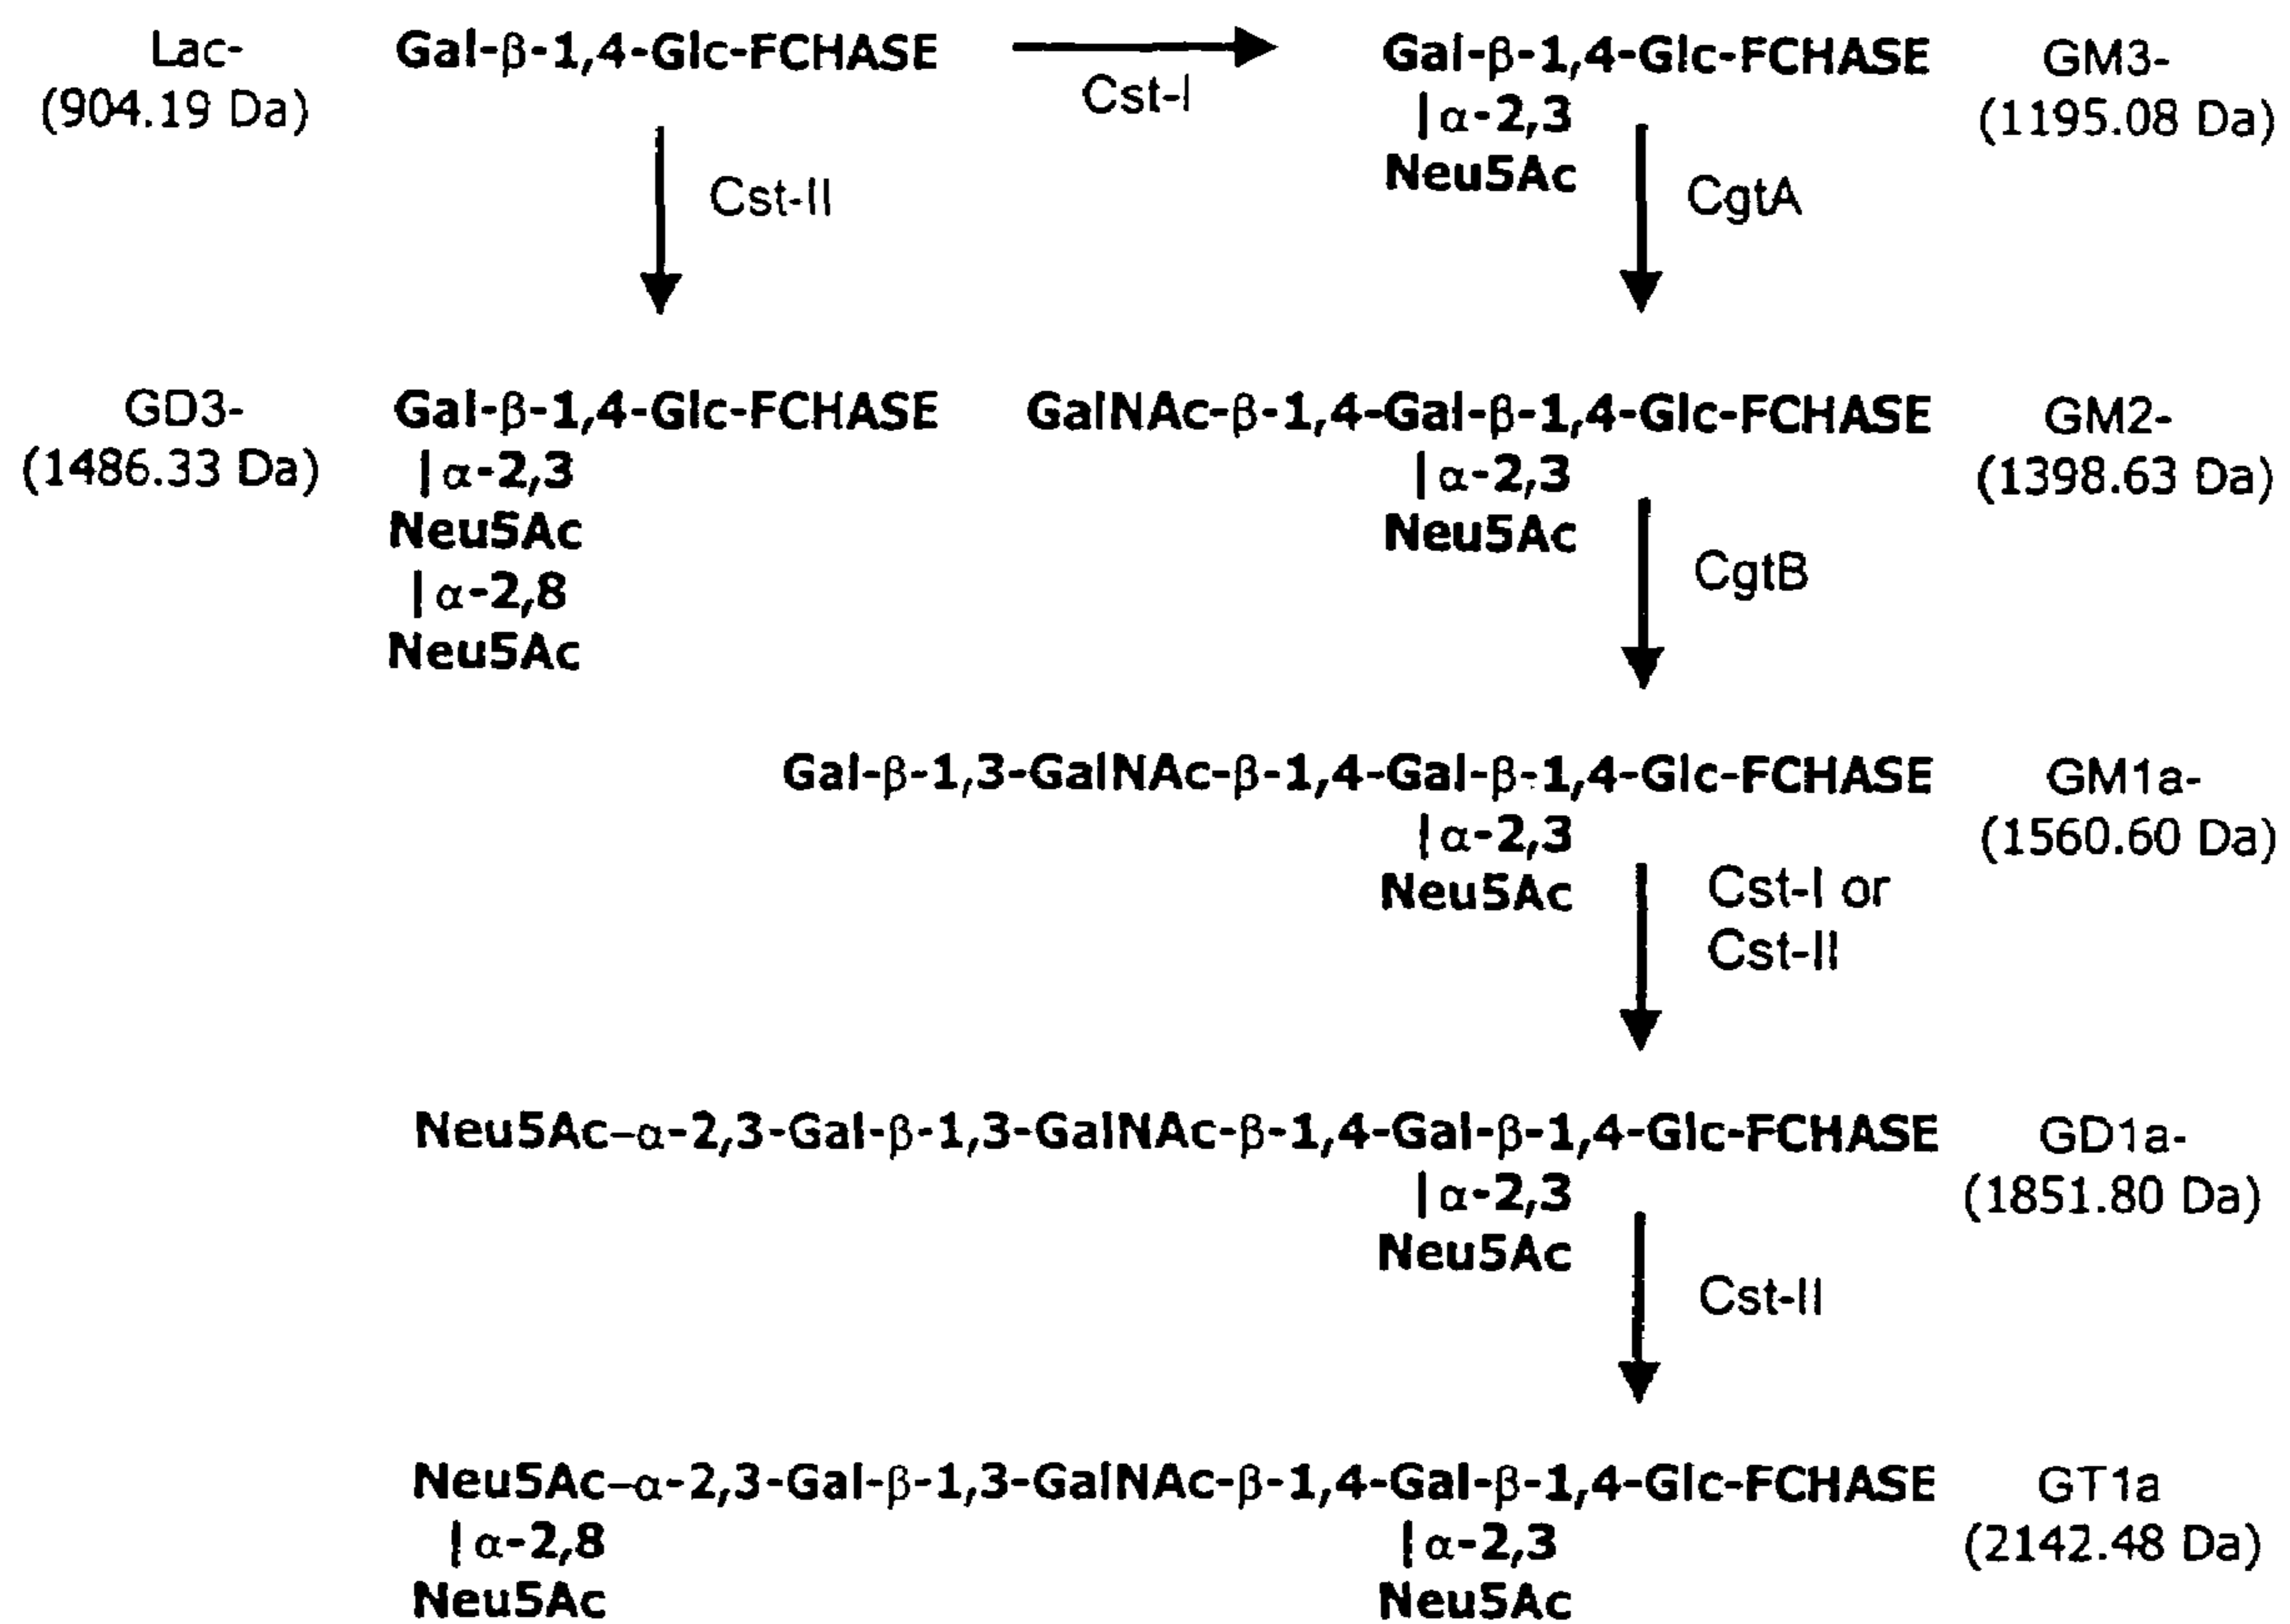 Lac-
(904.19 Da)
Gal-β-1,4-Glc-FCHASE
Cst-I
Gal-β-1,4-Glc-FCHASE
|α-2,3
Neu5Ac
GM3-
(1195.08 Da)
Cst-II
CgtA
GD3-
(1486.33 Da)
Gal-β-1,4-Glc-FCHASE
|α-2,3
Neu5Ac
|α-2,8
Neu5Ac
GalNAc-β-1,4-Gal-β-1,4-Glc-FCHASE
|α-2,3
Neu5Ac
GM2-
(1398.63 Da)
CgtB
Gal-β-1,3-GalNAc-β-1,4-Gal-β-1,4-Glc-FCHASE
|α-2,3
Neu5Ac
GM1a-
(1560.60 Da)
Cst-I or
Cst-II
Neu5Ac-α-2,3-Gal-β-1,3-GalNAc-β-1,4-Gal-β-1,4-Glc-FCHASE
|α-2,3
Neu5Ac
GD1a-
(1851.80 Da)
Cst-II
Neu5Ac-α-2,3-Gal-β-1,3-GalNAc-β-1,4-Gal-β-1,4-Glc-FCHASE
|α-2,8
Neu5Ac
|α-2,3
Neu5Ac
GT1a
(2142.48 Da)